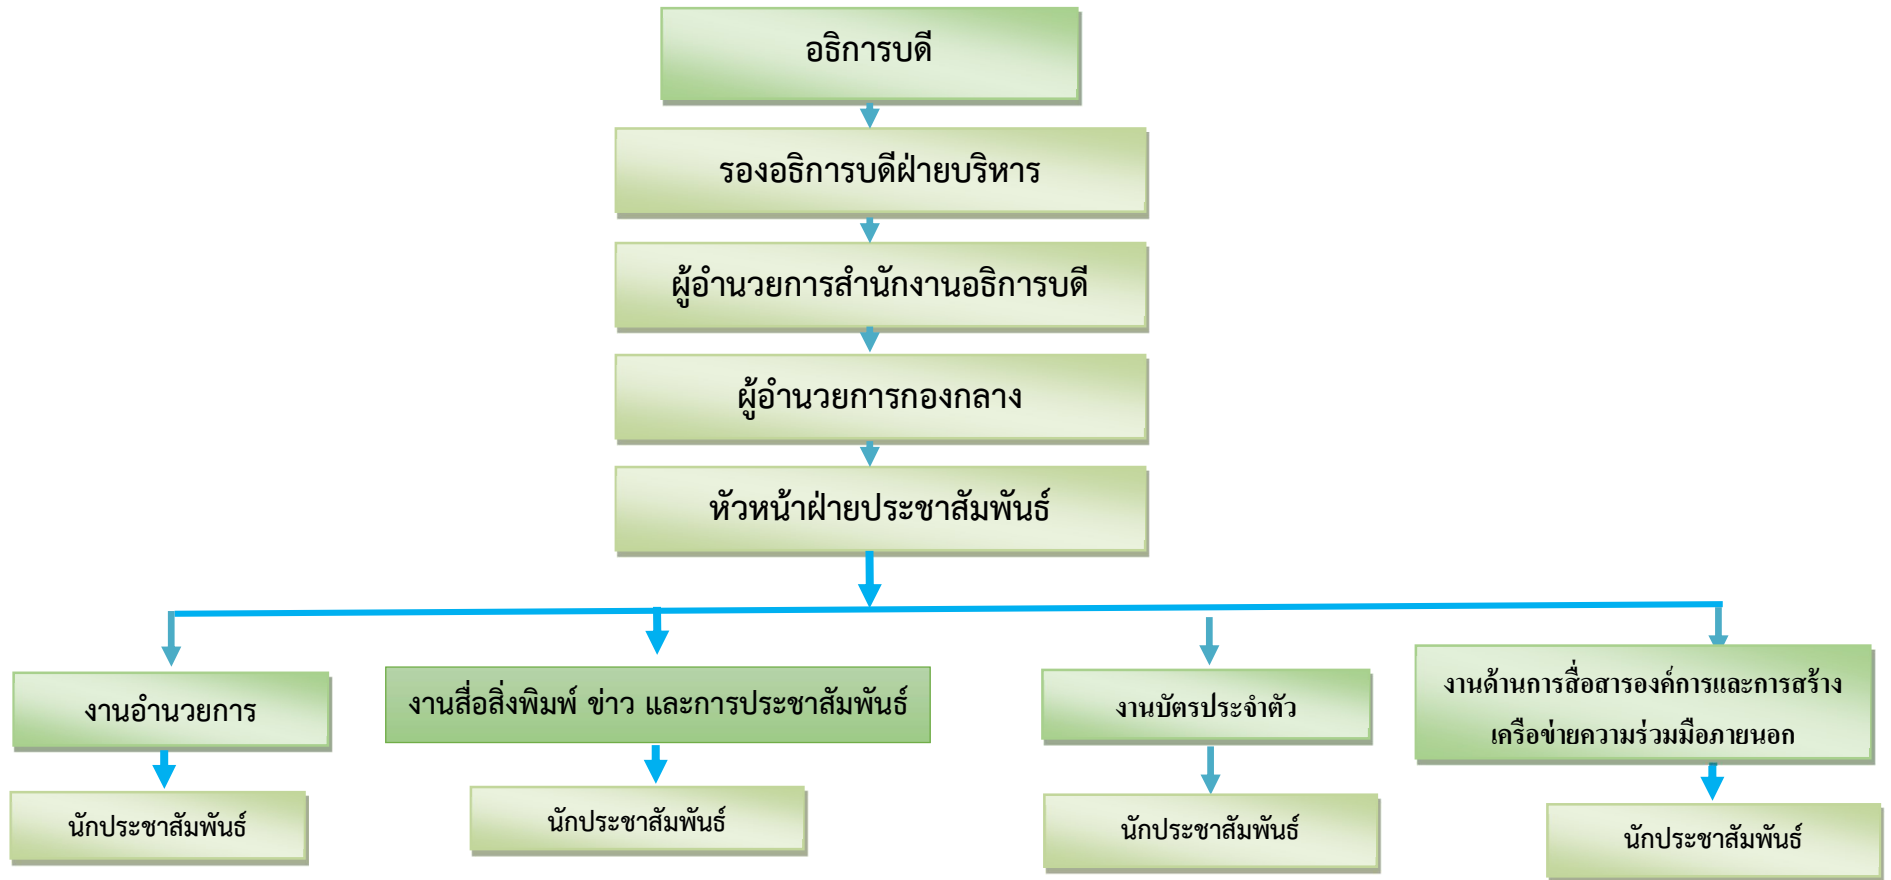 อธิการบดี
รองอธิการบดีฝ่ายบริหาร
ผู้อำนวยการสำนักงานอธิการบดี
ผู้อำนวยการกองกลาง
หัวหน้าฝ่ายประชาสัมพันธ์
งานอำนวยการ
งานสื่อสิ่งพิมพ์ ข่าว และการประชาสัมพันธ์
งานบัตรประจำตัว
งานด้านการสื่อสารองค์การและการสร้าง
เครือข่ายความร่วมมือภายนอก
นักประชาสัมพันธ์
นักประชาสัมพันธ์
นักประชาสัมพันธ์
นักประชาสัมพันธ์